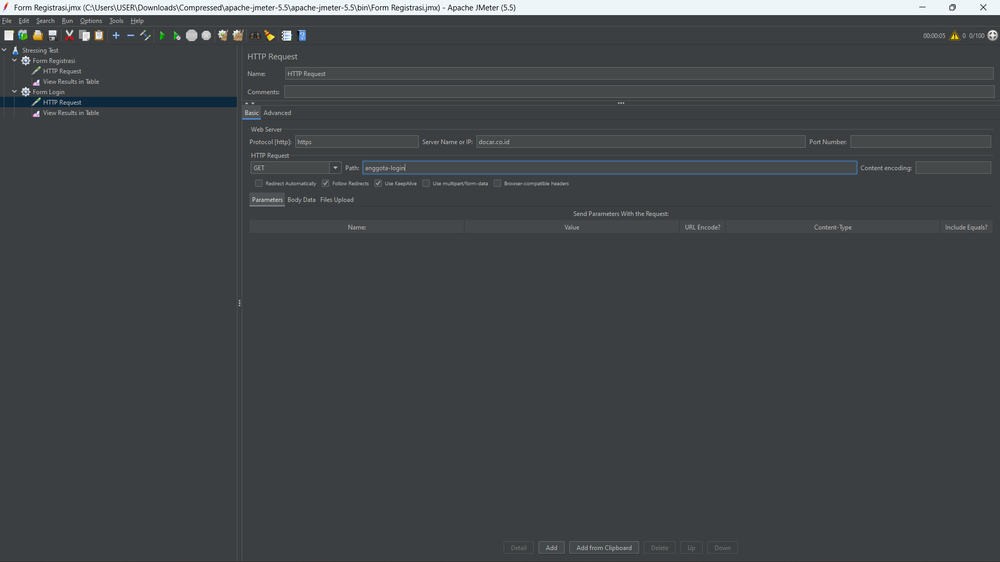 Form Registrasi.jmx (C:\Users\USER\Downloads\Compressed\apache-jmeter-5.5\apache-jmeter-5.5\bin\Form Registrasi.jmx) - Apache JMeter (5.5)
File Edit Search Run Options Tools Help
STOP
00:00:05 0 0/100
Stressing Test
Form Registrasi
HTTP Request
View Results in Table
Form Login
HTTP Request
View Results in Table
HTTP Request
Name: HTTP Request
Comments:
Basic Advanced
Web Server
Protocol [http]: https Server Name or IP: docar.co.id Port Number:
HTTP Request
GET Path: anggota-login Content encoding:
Redirect Automatically Follow Redirects Use KeepAlive Use multipart/form-data Browser-compatible headers
Parameters Body Data Files Upload
Send Parameters With the Request:
Name: Value URL Encode? Content-Type Include Equals?
Detail Add Add from Clipboard Delete Up Down